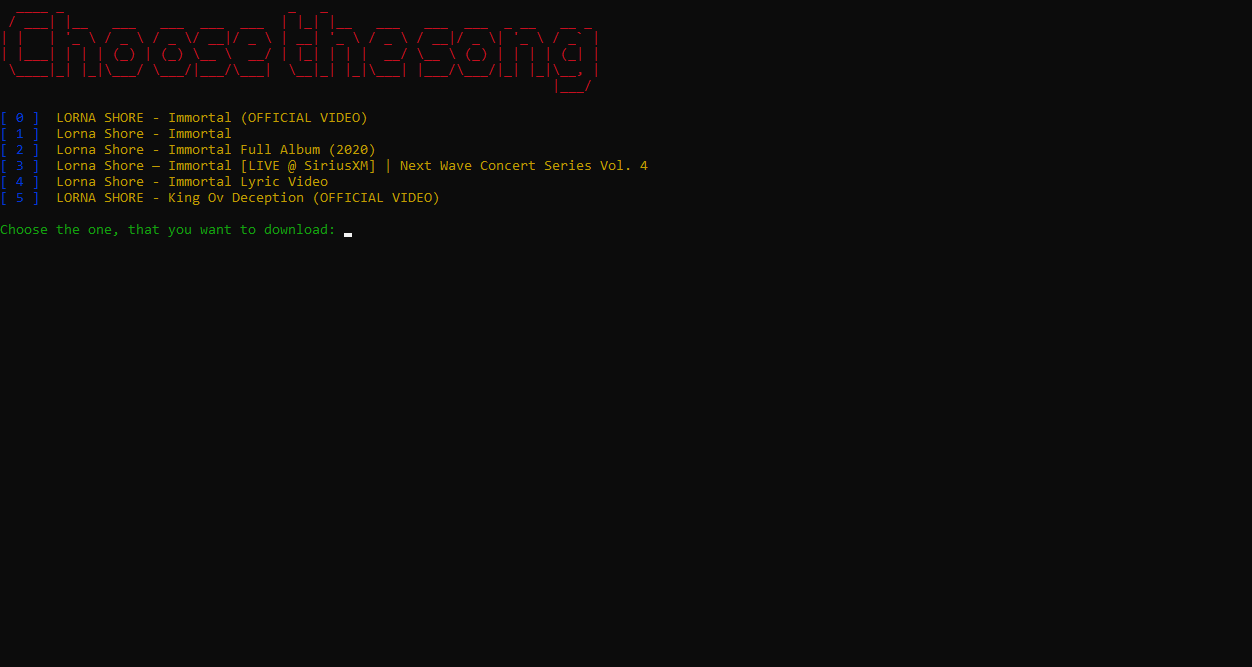 Choose the song
[ 0 ]  LORNA SHORE - Immortal (OFFICIAL VIDEO)
[ 1 ]  Lorna Shore - Immortal
[ 2 ]  Lorna Shore - Immortal Full Album (2020)
[ 3 ]  Lorna Shore – Immortal [LIVE @ SiriusXM] | Next Wave Concert Series Vol. 4
[ 4 ]  Lorna Shore - Immortal Lyric Video
[ 5 ]  LORNA SHORE - King Ov Deception (OFFICIAL VIDEO)
Choose the one, that you want to download: